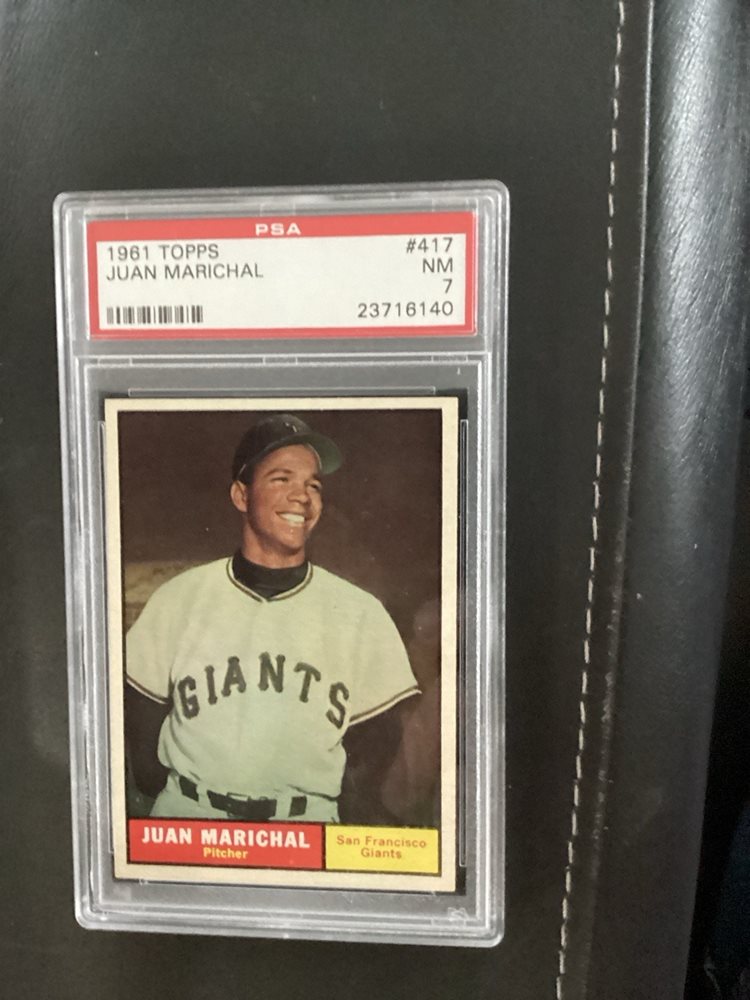 PSA
1961 TOPPS #417
JUAN MARICHAL NM
7
23716140
GIANTS
JUAN MARICHAL
Pitcher
San Francisco
Giants